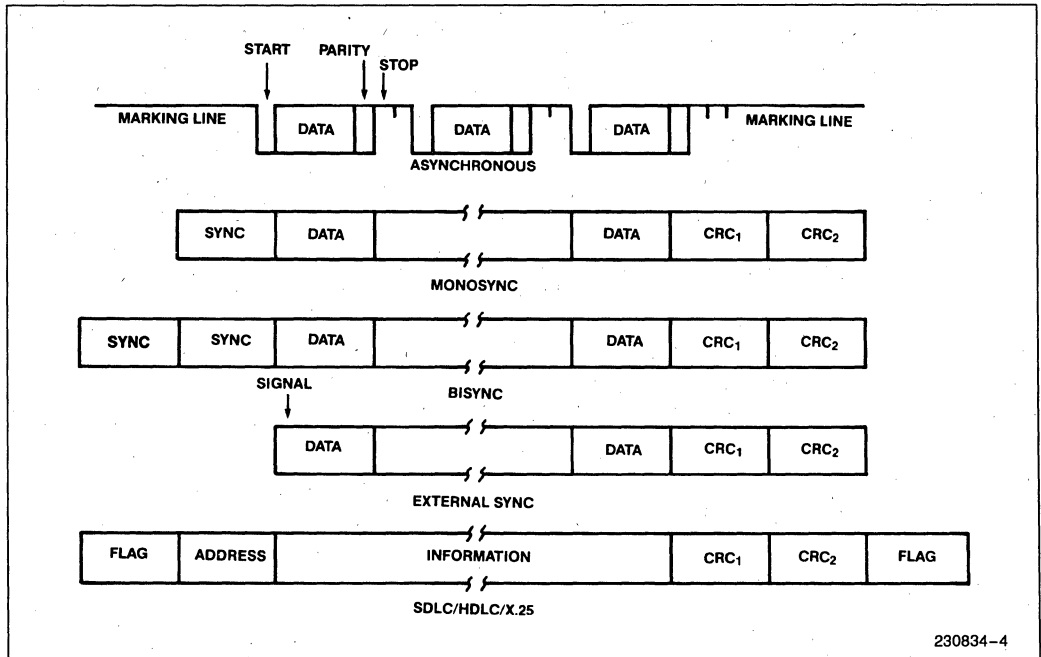 START PARITY
STOP
MARKING LINE DATA DATA DATA MARKING LINE
ASYNCHRONOUS
SYNC DATA DATA CRC1 CRC2
MONOSYNC
SYNC SYNC DATA DATA CRC1 CRC2
BISYNC
SIGNAL
DATA DATA CRC1 CRC2
EXTERNAL SYNC
FLAG ADDRESS INFORMATION CRC1 CRC2 FLAG
SDLC/HDLC/X.25
230834–4